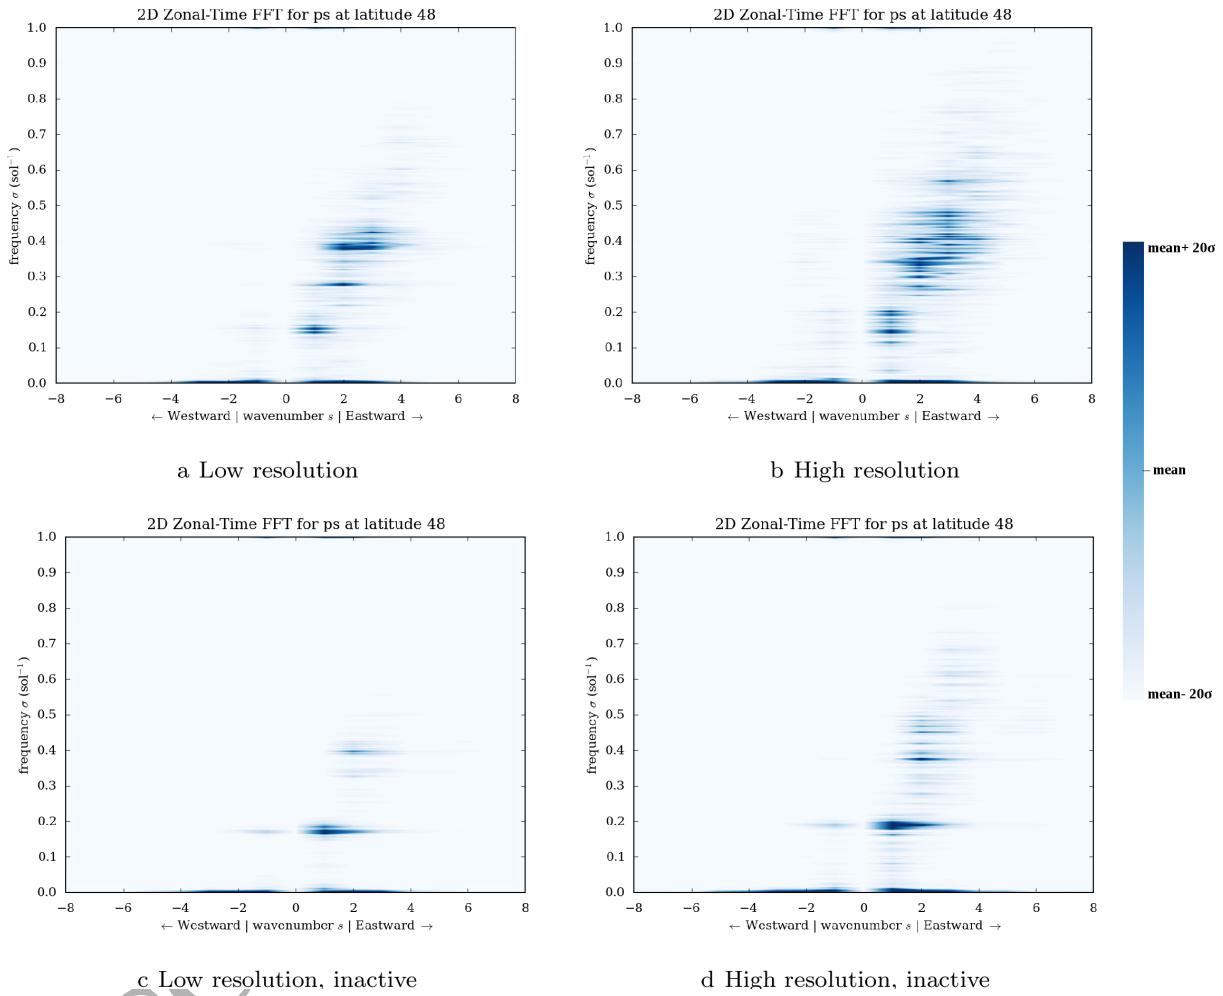 2D Zonal-Time FFT for ps at latitude 48
1.0
0.9
0.8
0.7
0.6
0.5
0.4
0.3
0.2
0.1
0.0
frequency σ (sol⁻¹)
−8 −6 −4 −2 0 2 4 6 8
← Westward | wavenumber s | Eastward →
a Low resolution
2D Zonal-Time FFT for ps at latitude 48
1.0
0.9
0.8
0.7
0.6
0.5
0.4
0.3
0.2
0.1
0.0
frequency σ (sol⁻¹)
−8 −6 −4 −2 0 2 4 6 8
← Westward | wavenumber s | Eastward →
b High resolution
mean+ 20σ
mean
mean- 20σ
2D Zonal-Time FFT for ps at latitude 48
1.0
0.9
0.8
0.7
0.6
0.5
0.4
0.3
0.2
0.1
0.0
frequency σ (sol⁻¹)
−8 −6 −4 −2 0 2 4 6 8
← Westward | wavenumber s | Eastward →
c Low resolution, inactive
2D Zonal-Time FFT for ps at latitude 48
1.0
0.9
0.8
0.7
0.6
0.5
0.4
0.3
0.2
0.1
0.0
frequency σ (sol⁻¹)
−8 −6 −4 −2 0 2 4 6 8
← Westward | wavenumber s | Eastward →
d High resolution, inactive